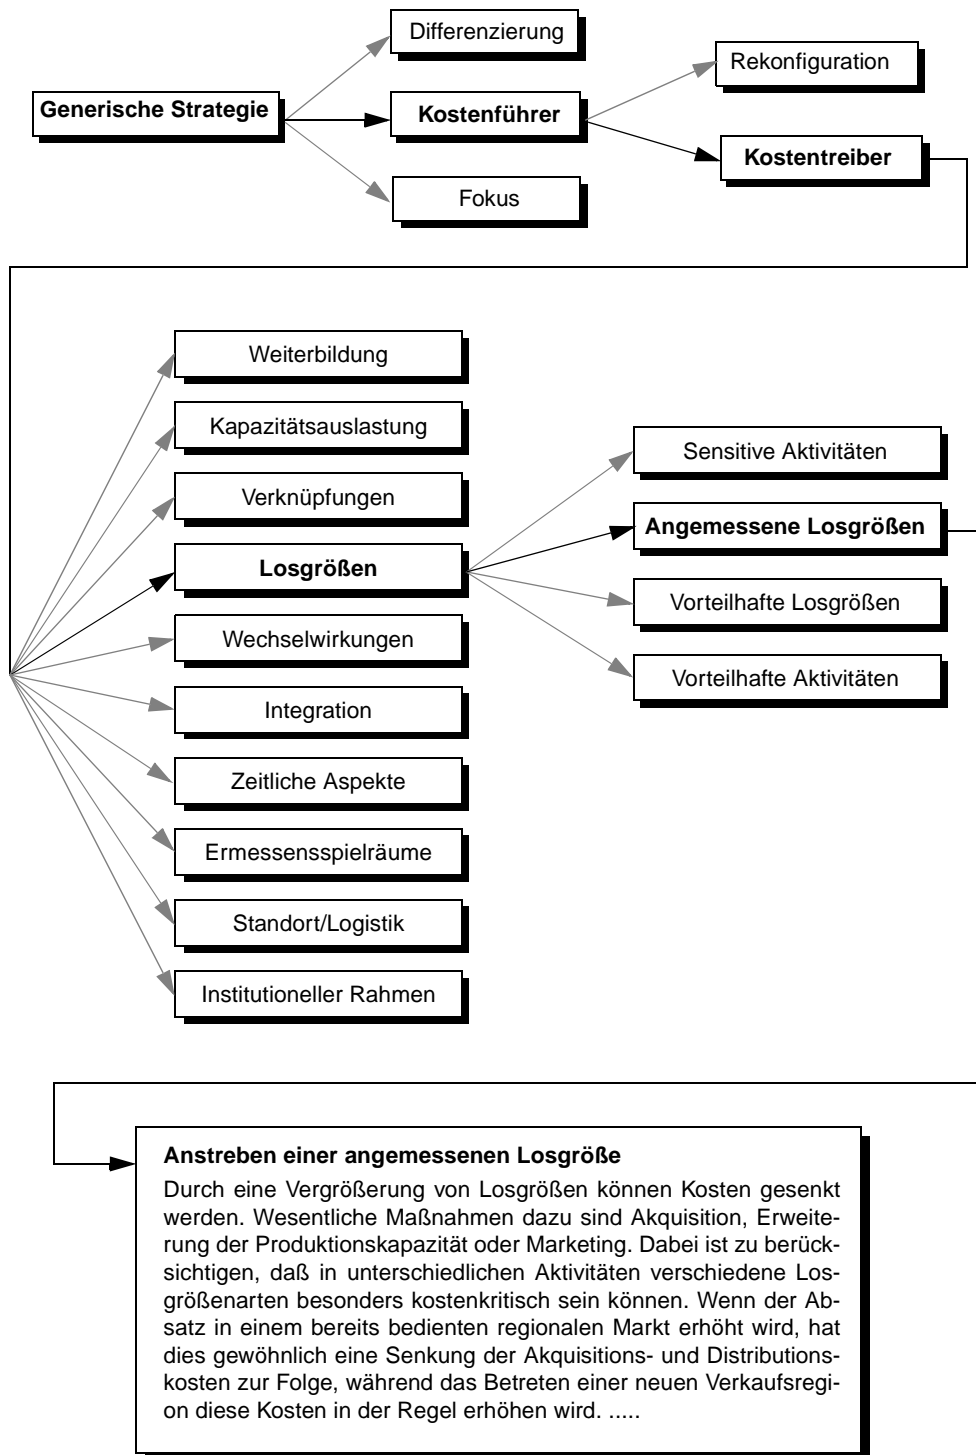 Differenzierung
Rekonfiguration
Generische Strategie
Kostenführer
Kostentreiber
Fokus
Weiterbildung
Kapazitätsauslastung
Verknüpfungen
Losgrößen
Wechselwirkungen
Integration
Zeitliche Aspekte
Ermessensspielräume
Standort/Logistik
Institutioneller Rahmen
Sensitive Aktivitäten
Angemessene Losgrößen
Vorteilhafte Losgrößen
Vorteilhafte Aktivitäten
Anstreben einer angemessenen Losgröße
Durch eine Vergrößerung von Losgrößen können Kosten gesenkt
werden. Wesentliche Maßnahmen dazu sind Akquisition, Erweite-
rung der Produktionskapazität oder Marketing. Dabei ist zu berück-
sichtigen, daß in unterschiedlichen Aktivitäten verschiedene Los-
größenarten besonders kostenkritisch sein können. Wenn der Ab-
satz in einem bereits bedienten regionalen Markt erhöht wird, hat
dies gewöhnlich eine Senkung der Akquisitions- und Distributions-
kosten zur Folge, während das Betreten einer neuen Verkaufsregi-
on diese Kosten in der Regel erhöhen wird. .....